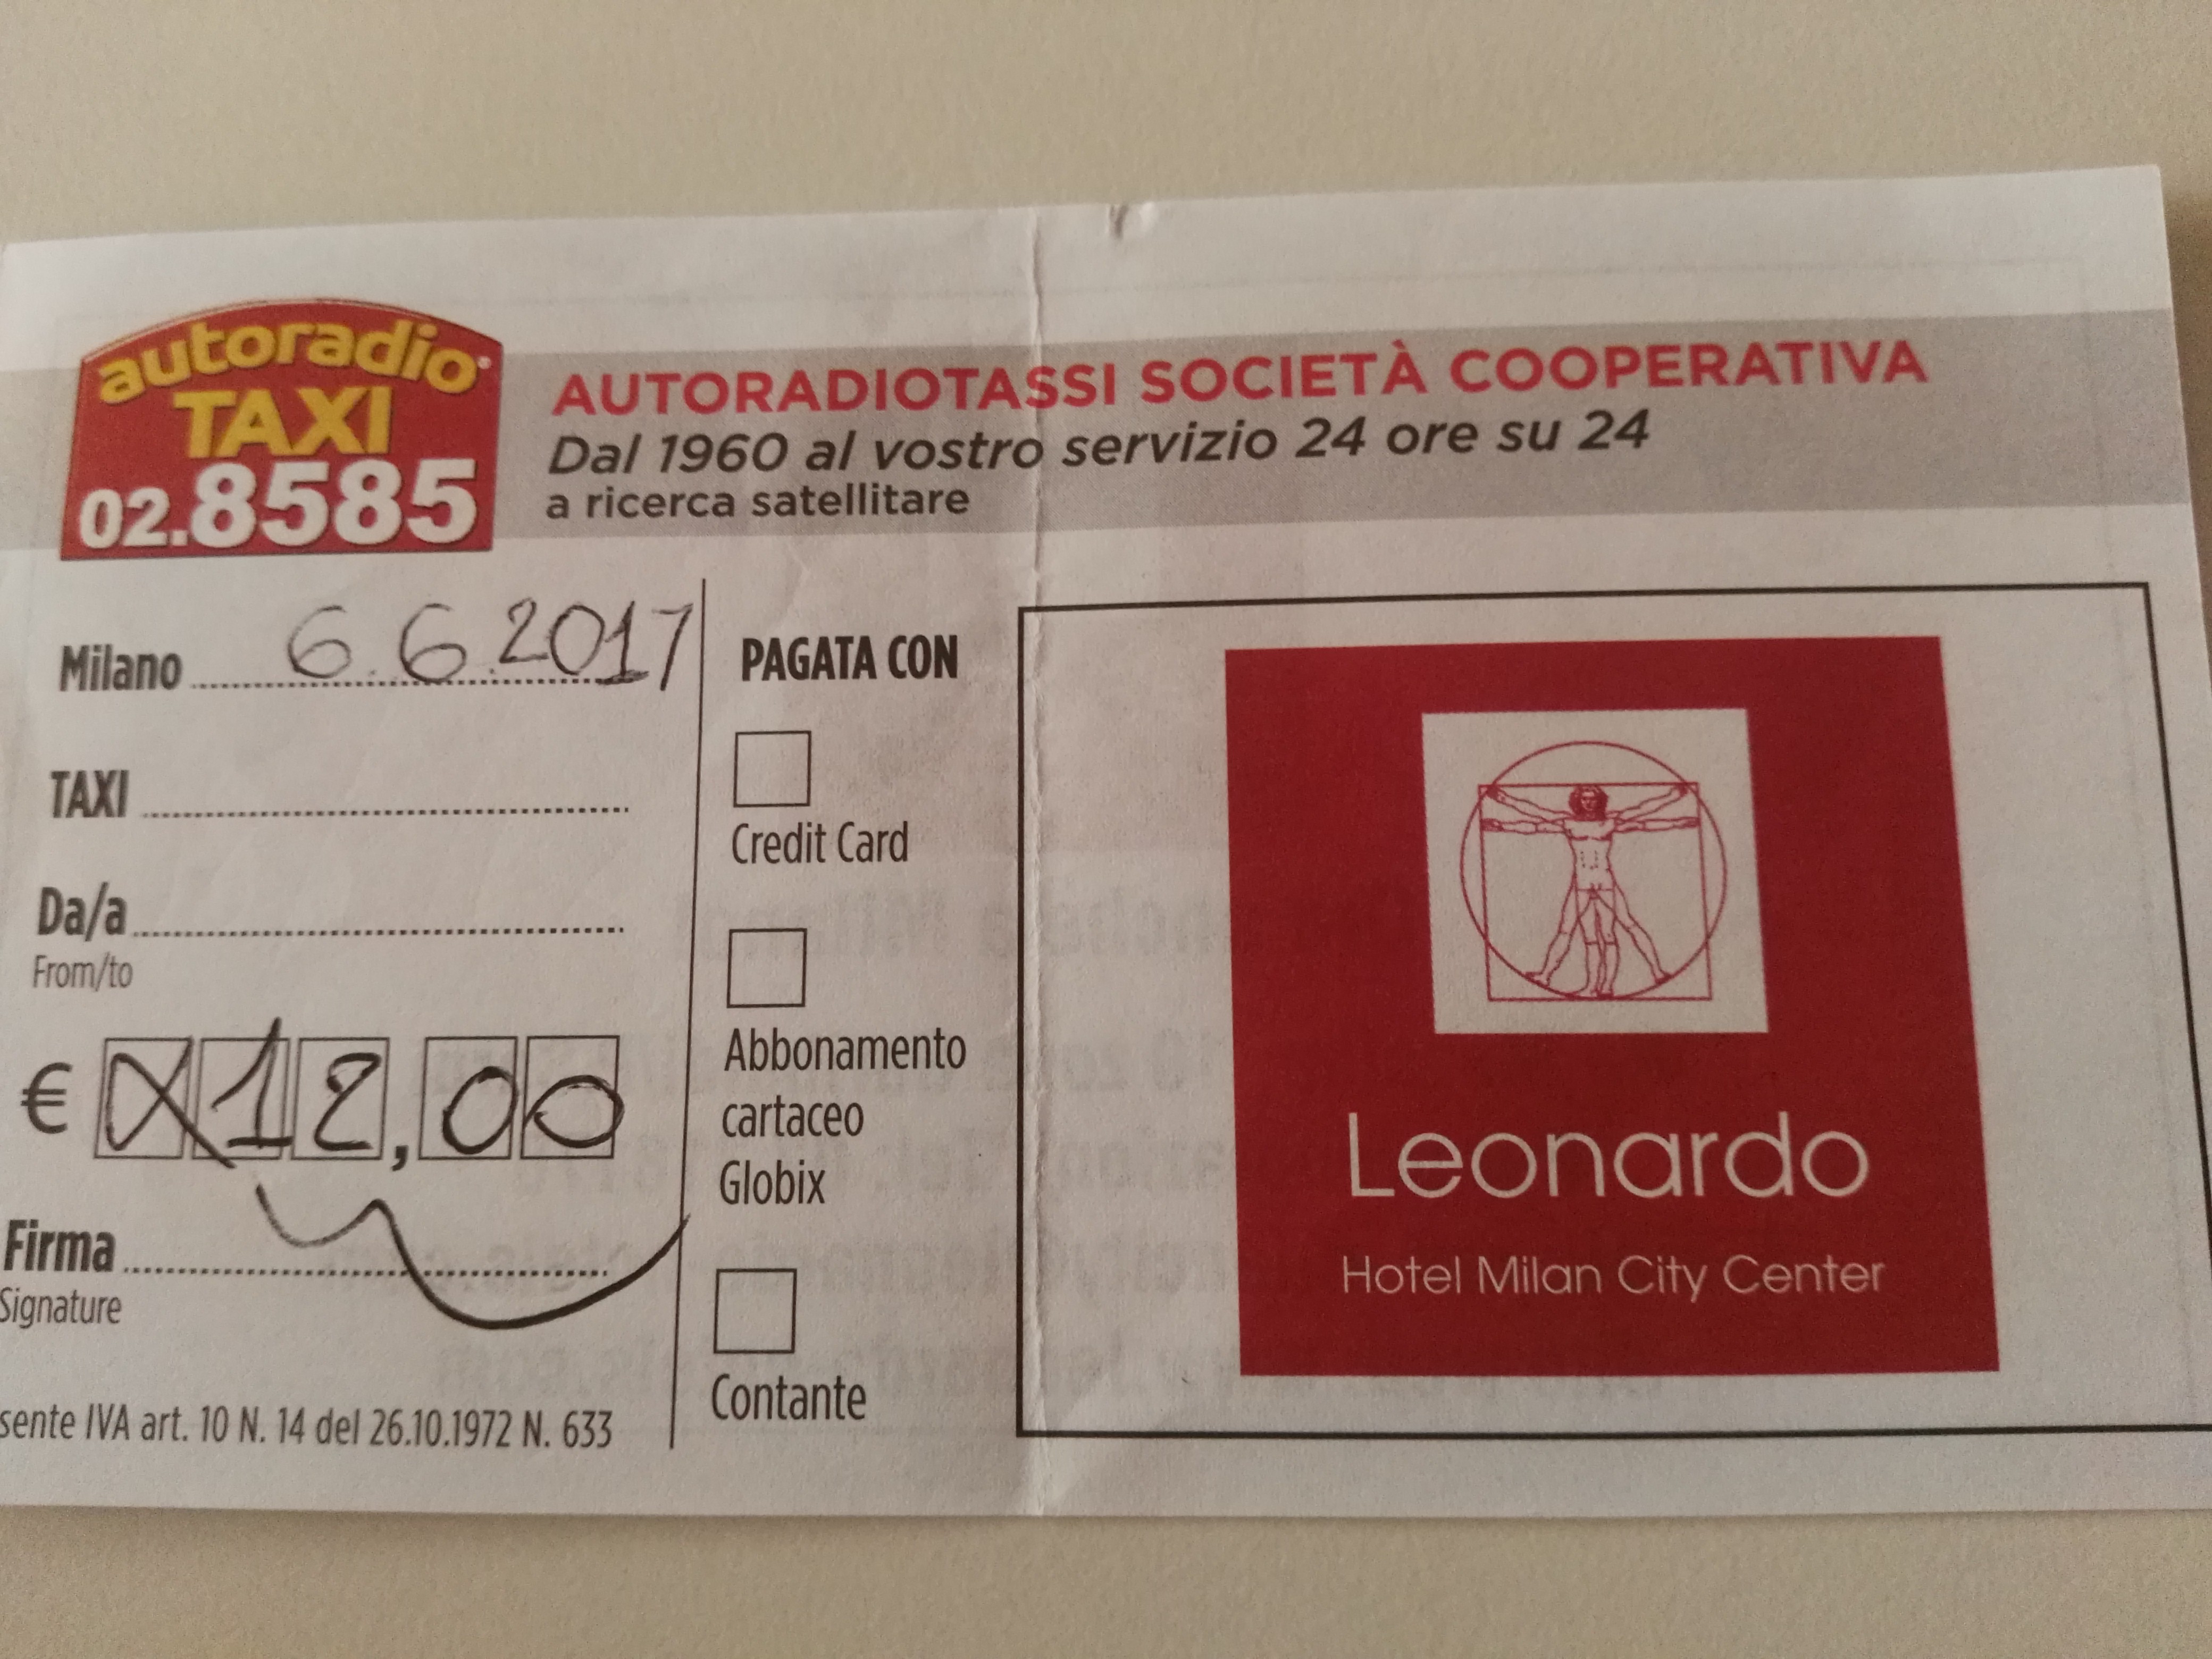 autoradio
TAXI
02.8585
AUTORADIOTASSI SOCIETÀ COOPERATIVA
Dal 1960 al vostro servizio 24 ore su 24
a ricerca satellitare
Milano 6.6.2017
TAXI
Da/a
From/to
€ X12,00
Firma
Signature
sente IVA art. 10 N. 14 del 26.10.1972 N. 633
PAGATA CON
Credit Card
Abbonamento
cartaceo
Globix
Contante
Leonardo
Hotel Milan City Center